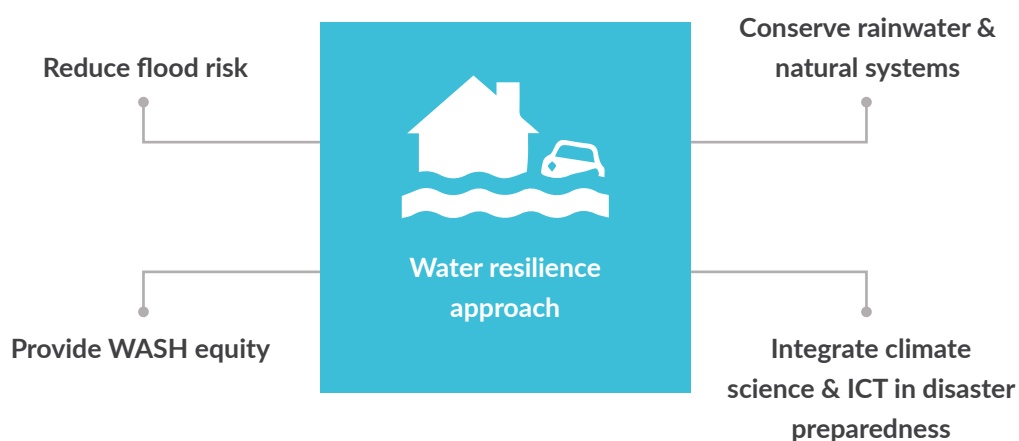 Reduce flood risk
Conserve rainwater &
natural systems
Water resilience
approach
Provide WASH equity
Integrate climate
science & ICT in disaster
preparedness